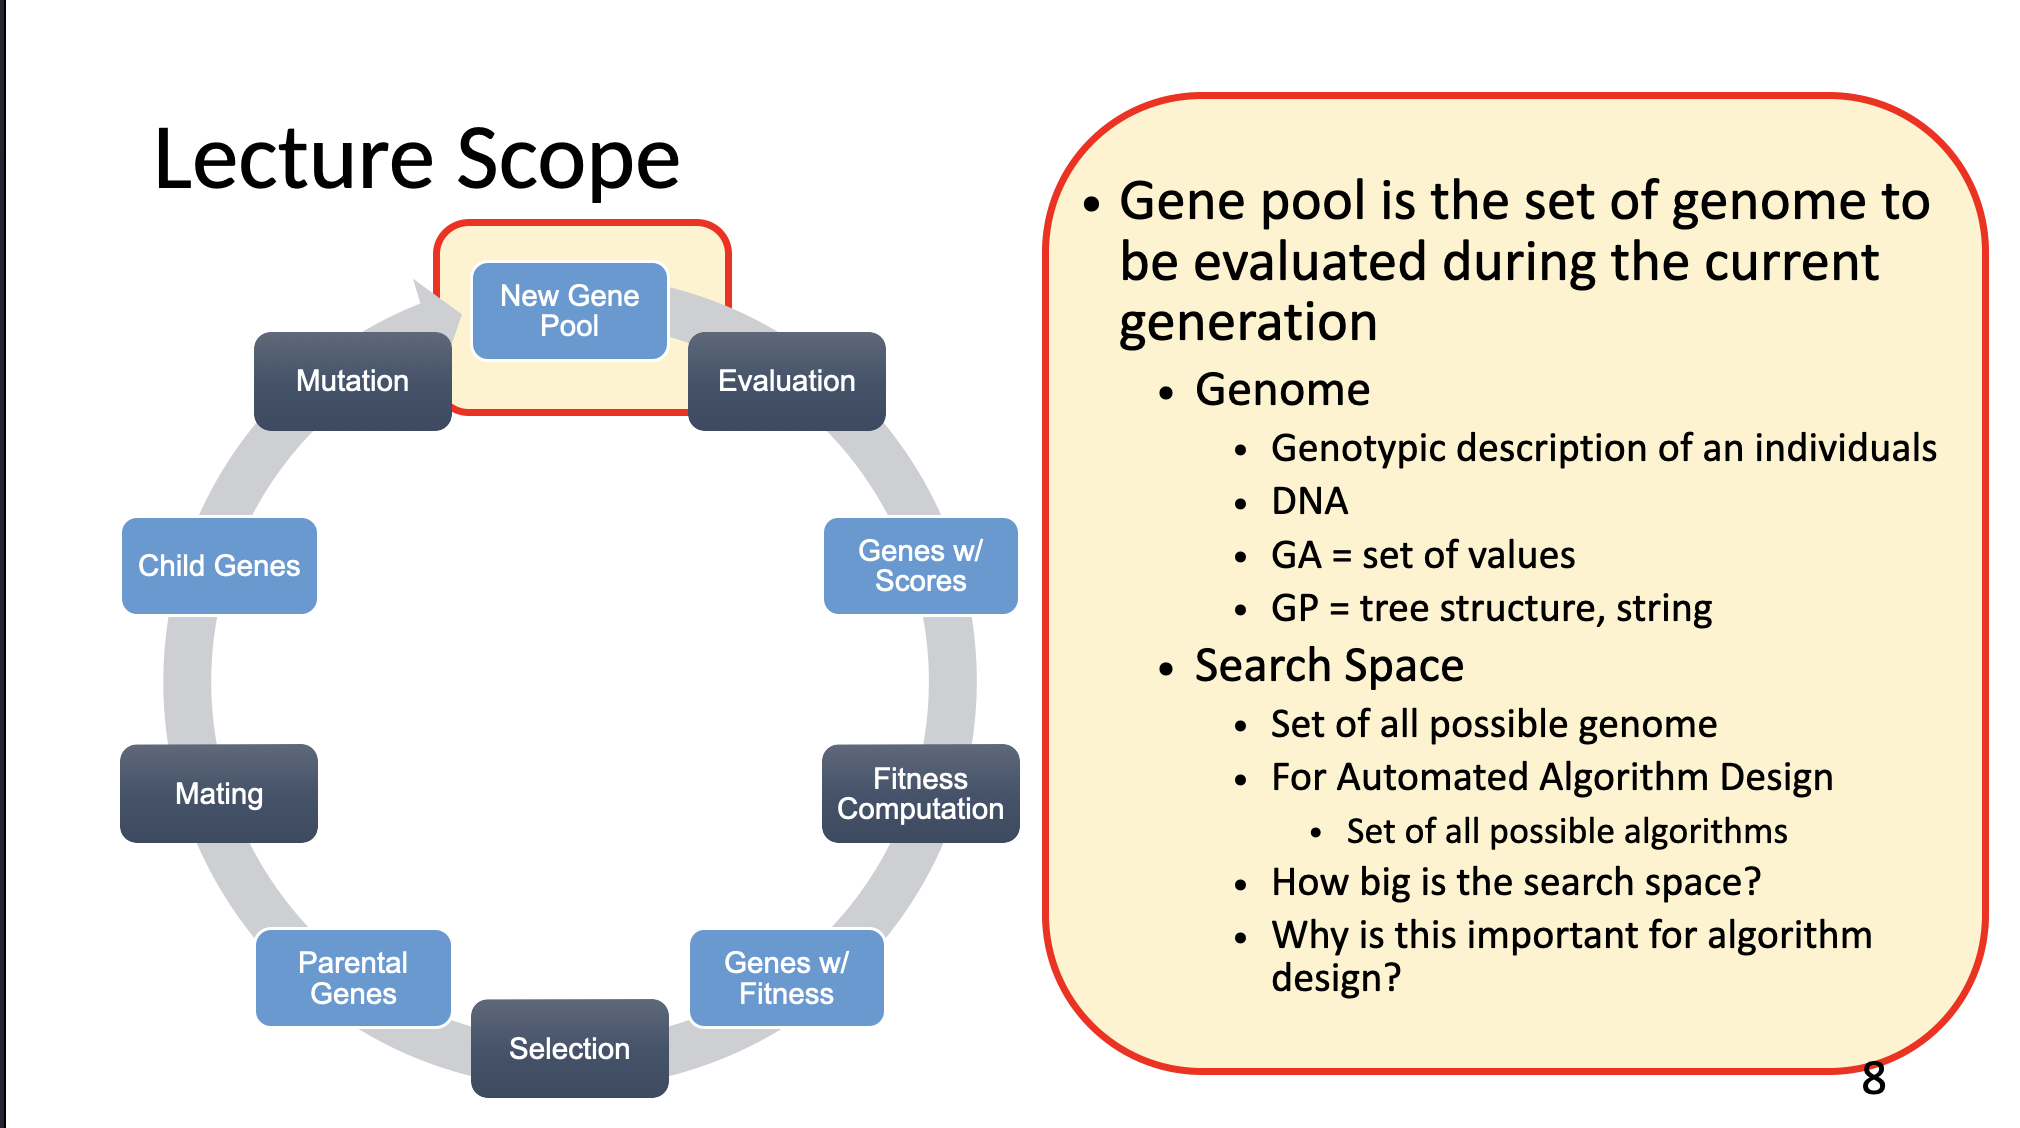 Lecture Scope
New Gene
Pool
Evaluation
Genes w/
Scores
Fitness
Computation
Genes w/
Fitness
Selection
Parental
Genes
Mating
Child Genes
Mutation
• Gene pool is the set of genome to
be evaluated during the current
generation
• Genome
• Genotypic description of an individuals
• DNA
• GA = set of values
• GP = tree structure, string
• Search Space
• Set of all possible genome
• For Automated Algorithm Design
• Set of all possible algorithms
• How big is the search space?
• Why is this important for algorithm
design?
8